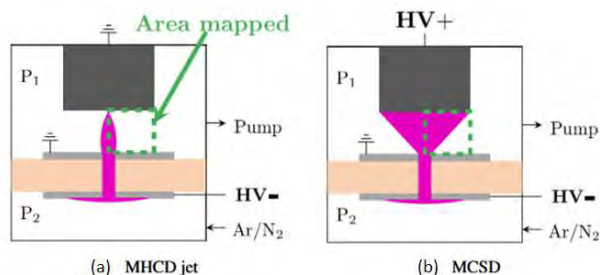 Area mapped
HV+
P1
P1
Pump
Pump
HV-
HV-
P2
P2
Ar/N2
Ar/N2
(a) MHCD jet
(b) MCSD